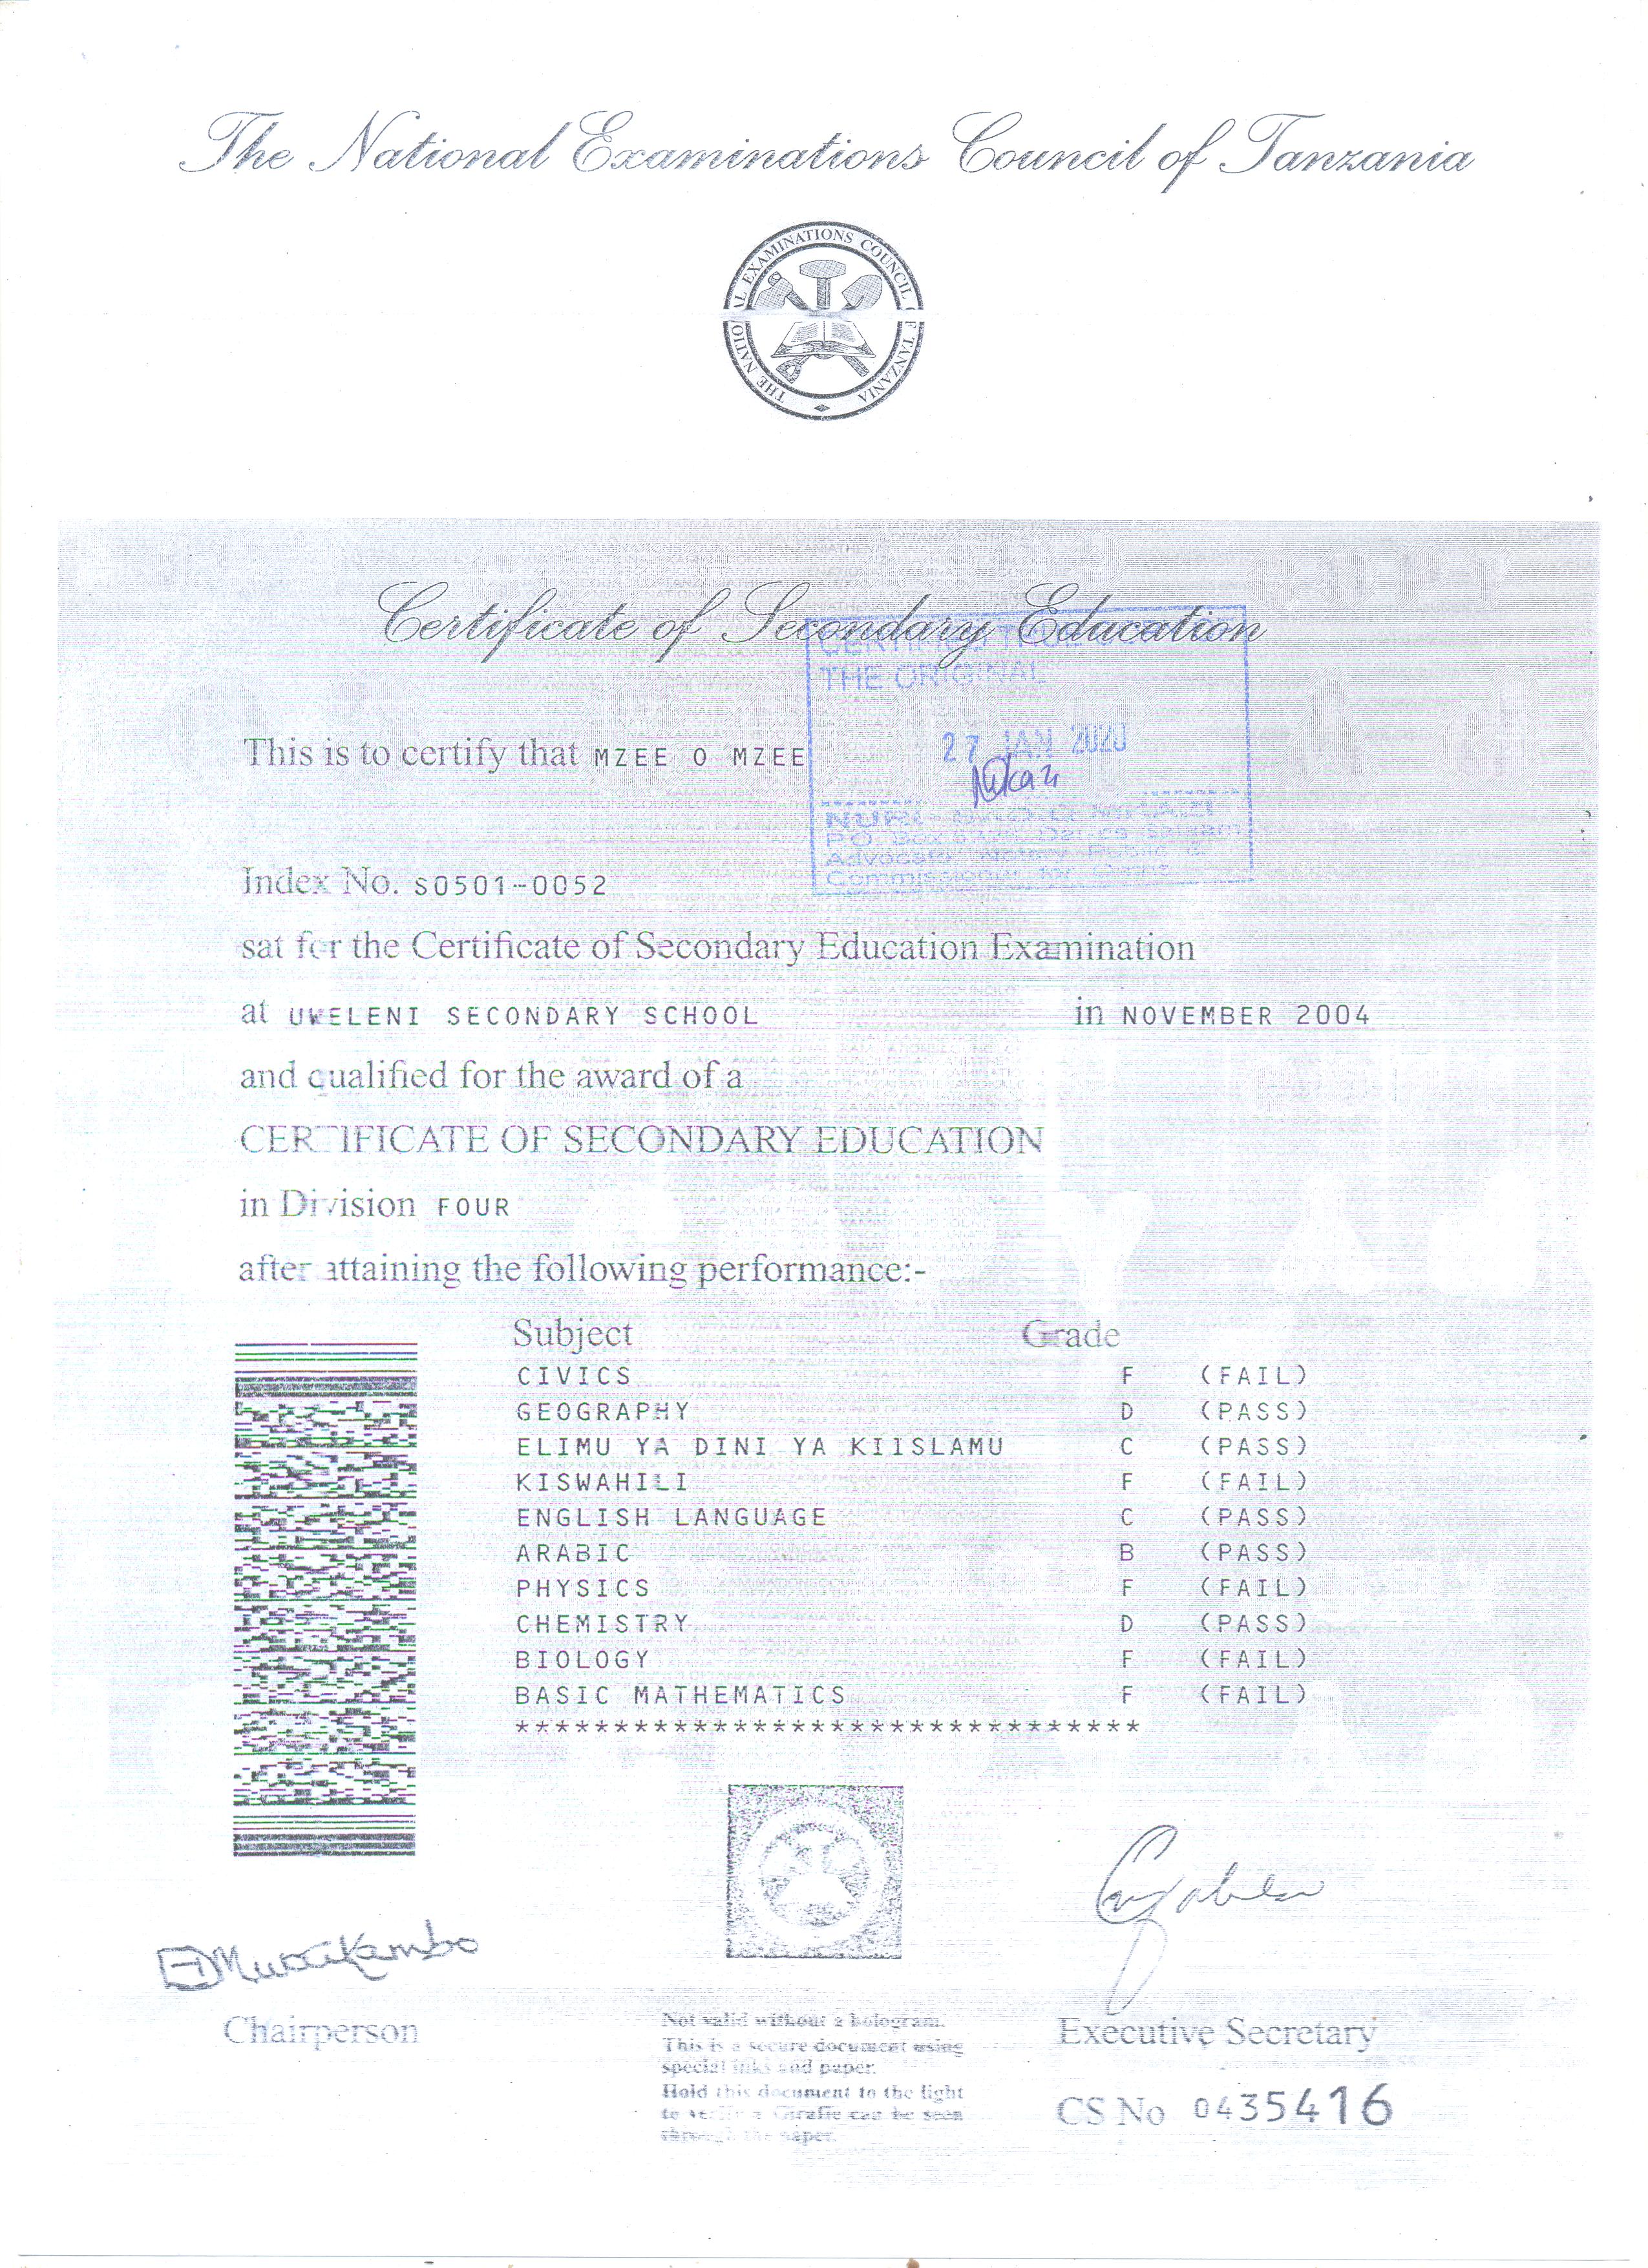 The National Examinations Council of Tanzania
THE NATIONAL EXAMINATIONS COUNCIL OF TANZANIA
Certificate of Secondary Education
CERTIFIED TRUE
THE ORIGINAL
This is to certify that MZEE O MZEE
27 JAN 2020
P.O. Box Dar es Salaam
Advocate, Notary Public &
Commissioner for
Index No. S0501-0052
sat for the Certificate of Secondary Education Examination
at UWELENI SECONDARY SCHOOL in NOVEMBER 2004
and qualified for the award of a
CERTIFICATE OF SECONDARY EDUCATION
in Division FOUR
after attaining the following performance:-
Subject Grade
CIVICS F (FAIL)
GEOGRAPHY D (PASS)
ELIMU YA DINI YA KIISLAMU C (PASS)
KISWAHILI F (FAIL)
ENGLISH LANGUAGE C (PASS)
ARABIC B (PASS)
PHYSICS F (FAIL)
CHEMISTRY D (PASS)
BIOLOGY F (FAIL)
BASIC MATHEMATICS F (FAIL)
********************************
Chairperson
Not valid without a hologram.
This is a secure document using
special inks and paper.
Hold this document to the light
to verify a Giraffe can be seen
through the paper.
Executive Secretary
CS No 0435416